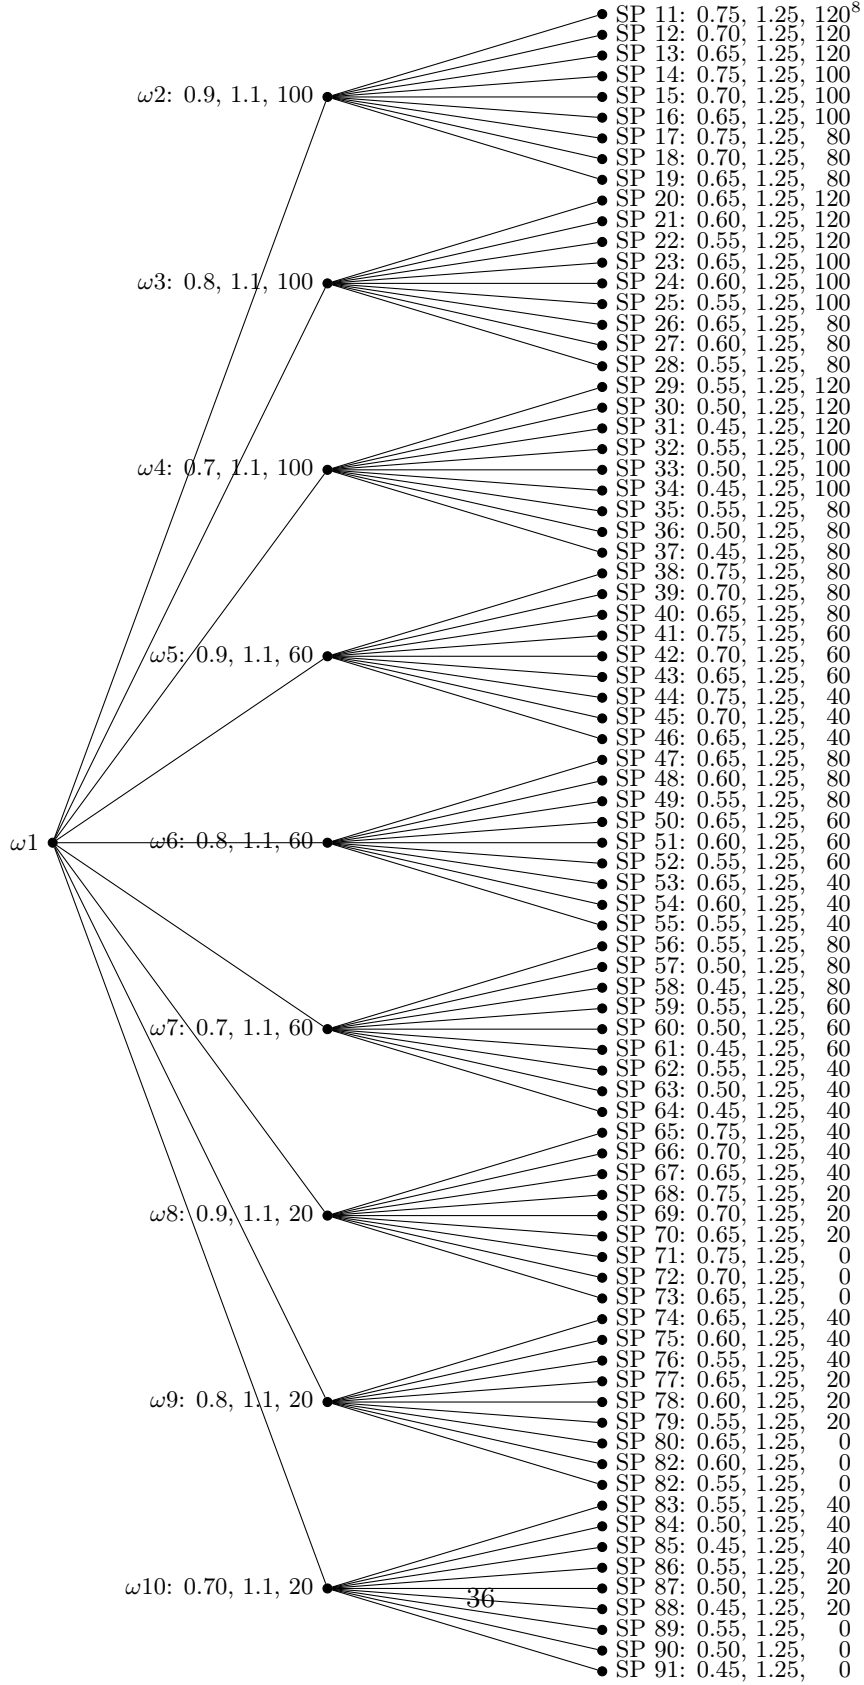 SP 11: 0.75, 1.25, 120⁸
SP 12: 0.70, 1.25, 120
SP 13: 0.65, 1.25, 120
SP 14: 0.75, 1.25, 100
ω2: 0.9, 1.1, 100
SP 15: 0.70, 1.25, 100
SP 16: 0.65, 1.25, 100
SP 17: 0.75, 1.25, 80
SP 18: 0.70, 1.25, 80
SP 19: 0.65, 1.25, 80
SP 20: 0.65, 1.25, 120
SP 21: 0.60, 1.25, 120
SP 22: 0.55, 1.25, 120
SP 23: 0.65, 1.25, 100
ω3: 0.8, 1.1, 100
SP 24: 0.60, 1.25, 100
SP 25: 0.55, 1.25, 100
SP 26: 0.65, 1.25, 80
SP 27: 0.60, 1.25, 80
SP 28: 0.55, 1.25, 80
SP 29: 0.55, 1.25, 120
SP 30: 0.50, 1.25, 120
SP 31: 0.45, 1.25, 120
SP 32: 0.55, 1.25, 100
ω4: 0.7, 1.1, 100
SP 33: 0.50, 1.25, 100
SP 34: 0.45, 1.25, 100
SP 35: 0.55, 1.25, 80
SP 36: 0.50, 1.25, 80
SP 37: 0.45, 1.25, 80
SP 38: 0.75, 1.25, 80
SP 39: 0.70, 1.25, 80
SP 40: 0.65, 1.25, 80
SP 41: 0.75, 1.25, 60
ω5: 0.9, 1.1, 60
SP 42: 0.70, 1.25, 60
SP 43: 0.65, 1.25, 60
SP 44: 0.75, 1.25, 40
SP 45: 0.70, 1.25, 40
SP 46: 0.65, 1.25, 40
SP 47: 0.65, 1.25, 80
SP 48: 0.60, 1.25, 80
SP 49: 0.55, 1.25, 80
SP 50: 0.65, 1.25, 60
ω1
ω6: 0.8, 1.1, 60
SP 51: 0.60, 1.25, 60
SP 52: 0.55, 1.25, 60
SP 53: 0.65, 1.25, 40
SP 54: 0.60, 1.25, 40
SP 55: 0.55, 1.25, 40
SP 56: 0.55, 1.25, 80
SP 57: 0.50, 1.25, 80
SP 58: 0.45, 1.25, 80
SP 59: 0.55, 1.25, 60
ω7: 0.7, 1.1, 60
SP 60: 0.50, 1.25, 60
SP 61: 0.45, 1.25, 60
SP 62: 0.55, 1.25, 40
SP 63: 0.50, 1.25, 40
SP 64: 0.45, 1.25, 40
SP 65: 0.75, 1.25, 40
SP 66: 0.70, 1.25, 40
SP 67: 0.65, 1.25, 40
SP 68: 0.75, 1.25, 20
ω8: 0.9, 1.1, 20
SP 69: 0.70, 1.25, 20
SP 70: 0.65, 1.25, 20
SP 71: 0.75, 1.25, 0
SP 72: 0.70, 1.25, 0
SP 73: 0.65, 1.25, 0
SP 74: 0.65, 1.25, 40
SP 75: 0.60, 1.25, 40
SP 76: 0.55, 1.25, 40
SP 77: 0.65, 1.25, 20
ω9: 0.8, 1.1, 20
SP 78: 0.60, 1.25, 20
SP 79: 0.55, 1.25, 20
SP 80: 0.65, 1.25, 0
SP 82: 0.60, 1.25, 0
SP 82: 0.55, 1.25, 0
SP 83: 0.55, 1.25, 40
SP 84: 0.50, 1.25, 40
SP 85: 0.45, 1.25, 40
SP 86: 0.55, 1.25, 20
ω10: 0.70, 1.1, 20
SP 87: 0.50, 1.25, 20
36
SP 88: 0.45, 1.25, 20
SP 89: 0.55, 1.25, 0
SP 90: 0.50, 1.25, 0
SP 91: 0.45, 1.25, 0